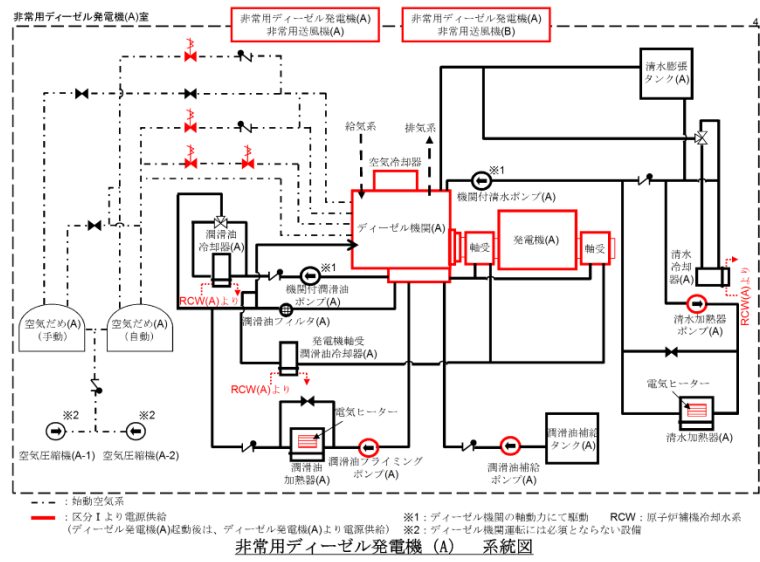 非常用ディーゼル発電機(A)室
非常用ディーゼル発電機(A)
非常用送風機(A)
非常用ディーゼル発電機(A)
非常用送風機(B)
4
清水膨張
タンク(A)
給気系
排気系
空気冷却器
※1
機関付清水ポンプ(A)
ディーゼル機関(A)
軸受
発電機(A)
軸受
潤滑油
冷却器(A)
※1
機関付潤滑油
ポンプ(A)
RCW(A)より
潤滑油フィルタ(A)
清水
冷却
器(A)
RCW(A)より
清水加熱器
ポンプ(A)
空気だめ(A)
(手動)
空気だめ(A)
(自動)
発電機軸受
潤滑油冷却器(A)
RCW(A)より
電気ヒーター
清水加熱器(A)
※2
※2
空気圧縮機(A-1)
空気圧縮機(A-2)
電気ヒーター
潤滑油
加熱器(A)
潤滑油プライミング
ポンプ(A)
潤滑油補給
ポンプ(A)
潤滑油補給
タンク(A)
：始動空気系
：区分Ⅰより電源供給
(ディーゼル発電機(A)起動後は、ディーゼル発電機(A)より電源供給)
※1：ディーゼル機関の軸動力にて駆動
RCW：原子炉補機冷却水系
※2：ディーゼル機関運転には必須とならない設備
非常用ディーゼル発電機（A） 系統図